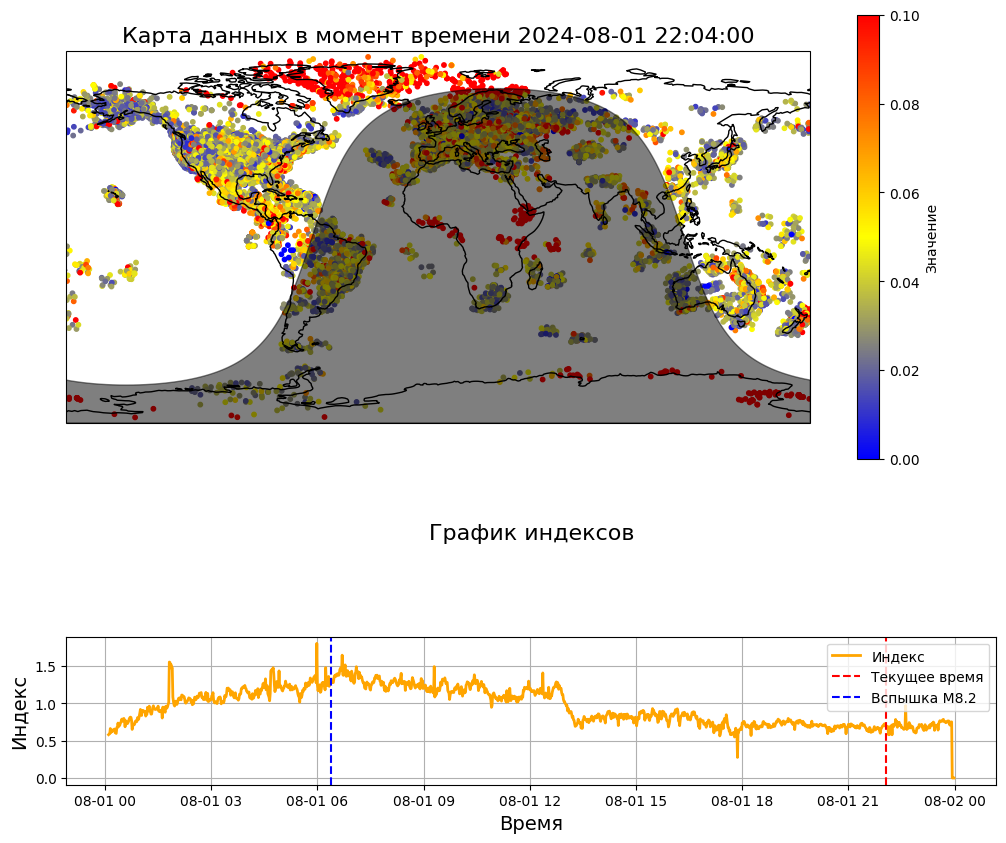 Карта данных в момент времени 2024-08-01 22:04:00
0.10
0.08
0.06
0.04
0.02
0.00
Значение
График индексов
Индекс
1.5
1.0
0.5
0.0
Индекс
Текущее время
Вспышка M8.2
08-01 00 08-01 03 08-01 06 08-01 09 08-01 12 08-01 15 08-01 18 08-01 21 08-02 00
Время